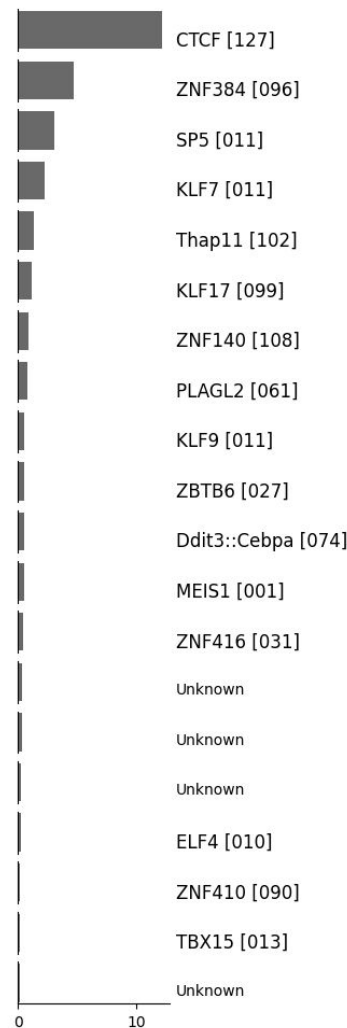 CTCF [127]
ZNF384 [096]
SP5 [011]
KLF7 [011]
Thap11 [102]
KLF17 [099]
ZNF140 [108]
PLAGL2 [061]
KLF9 [011]
ZBTB6 [027]
Ddit3::Cebpa [074]
MEIS1 [001]
ZNF416 [031]
Unknown
Unknown
Unknown
ELF4 [010]
ZNF410 [090]
TBX15 [013]
Unknown
0 10